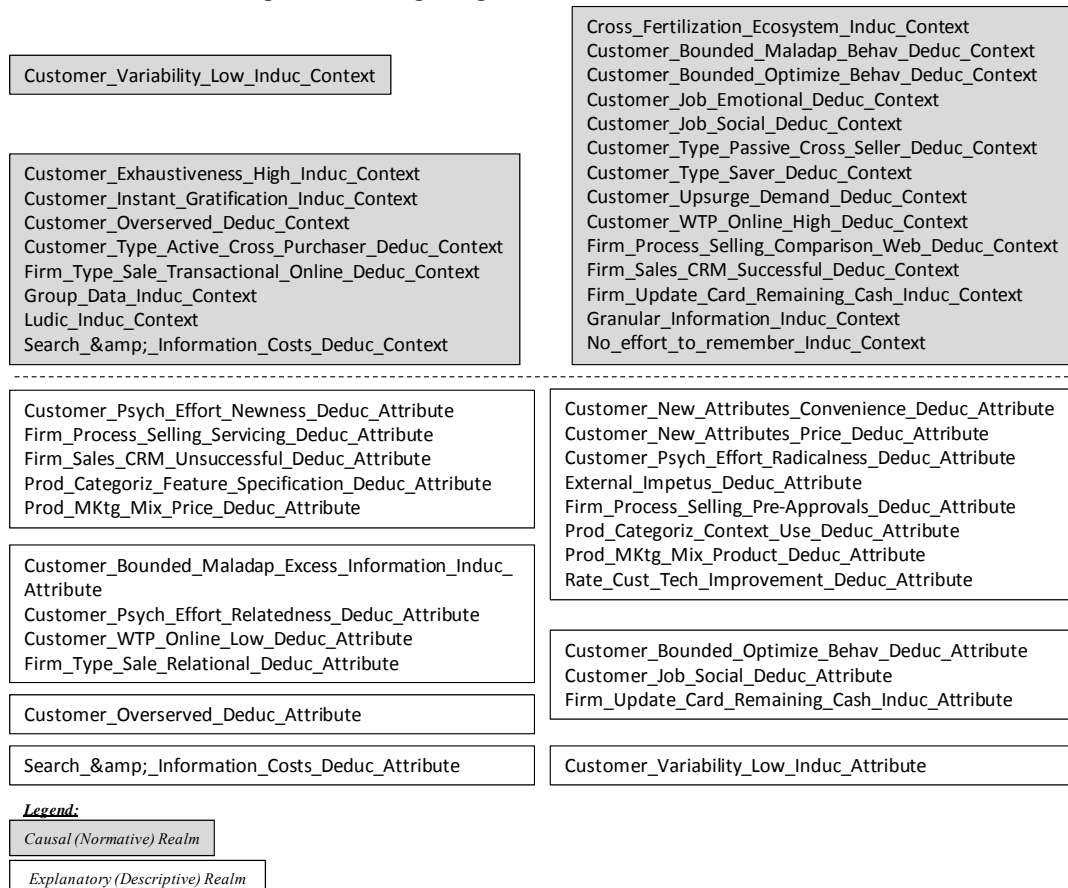 Customer_Variability_Low_Induc_Context
Customer_Exhaustiveness_High_Induc_Context
Customer_Instant_Gratification_Induc_Context
Customer_Overserved_Deduc_Context
Customer_Type_Active_Cross_Purchaser_Deduc_Context
Firm_Type_Sale_Transactional_Online_Deduc_Context
Group_Data_Induc_Context
Ludic_Induc_Context
Search_&amp;_Information_Costs_Deduc_Context
Cross_Fertilization_Ecosystem_Induc_Context
Customer_Bounded_Maladap_Behav_Deduc_Context
Customer_Bounded_Optimize_Behav_Deduc_Context
Customer_Job_Emotional_Deduc_Context
Customer_Job_Social_Deduc_Context
Customer_Type_Passive_Cross_Seller_Deduc_Context
Customer_Type_Saver_Deduc_Context
Customer_Upsurge_Demand_Deduc_Context
Customer_WTP_Online_High_Deduc_Context
Firm_Process_Selling_Comparison_Web_Deduc_Context
Firm_Sales_CRM_Successful_Deduc_Context
Firm_Update_Card_Remaining_Cash_Induc_Context
Granular_Information_Induc_Context
No_effort_to_remember_Induc_Context
Customer_Psych_Effort_Newness_Deduc_Attribute
Firm_Process_Selling_Servicing_Deduc_Attribute
Firm_Sales_CRM_Unsuccessful_Deduc_Attribute
Prod_Categoriz_Feature_Specification_Deduc_Attribute
Prod_MKtg_Mix_Price_Deduc_Attribute
Customer_Bounded_Maladap_Excess_Information_Induc_
Attribute
Customer_Psych_Effort_Relatedness_Deduc_Attribute
Customer_WTP_Online_Low_Deduc_Attribute
Firm_Type_Sale_Relational_Deduc_Attribute
Customer_Overserved_Deduc_Attribute
Search_&amp;_Information_Costs_Deduc_Attribute
Customer_New_Attributes_Convenience_Deduc_Attribute
Customer_New_Attributes_Price_Deduc_Attribute
Customer_Psych_Effort_Radicalness_Deduc_Attribute
External_Impetus_Deduc_Attribute
Firm_Process_Selling_Pre-Approvals_Deduc_Attribute
Prod_Categoriz_Context_Use_Deduc_Attribute
Prod_MKtg_Mix_Product_Deduc_Attribute
Rate_Cust_Tech_Improvement_Deduc_Attribute
Customer_Bounded_Optimize_Behav_Deduc_Attribute
Customer_Job_Social_Deduc_Attribute
Firm_Update_Card_Remaining_Cash_Induc_Attribute
Customer_Variability_Low_Induc_Attribute
Legend:
Causal (Normative) Realm
Explanatory (Descriptive) Realm